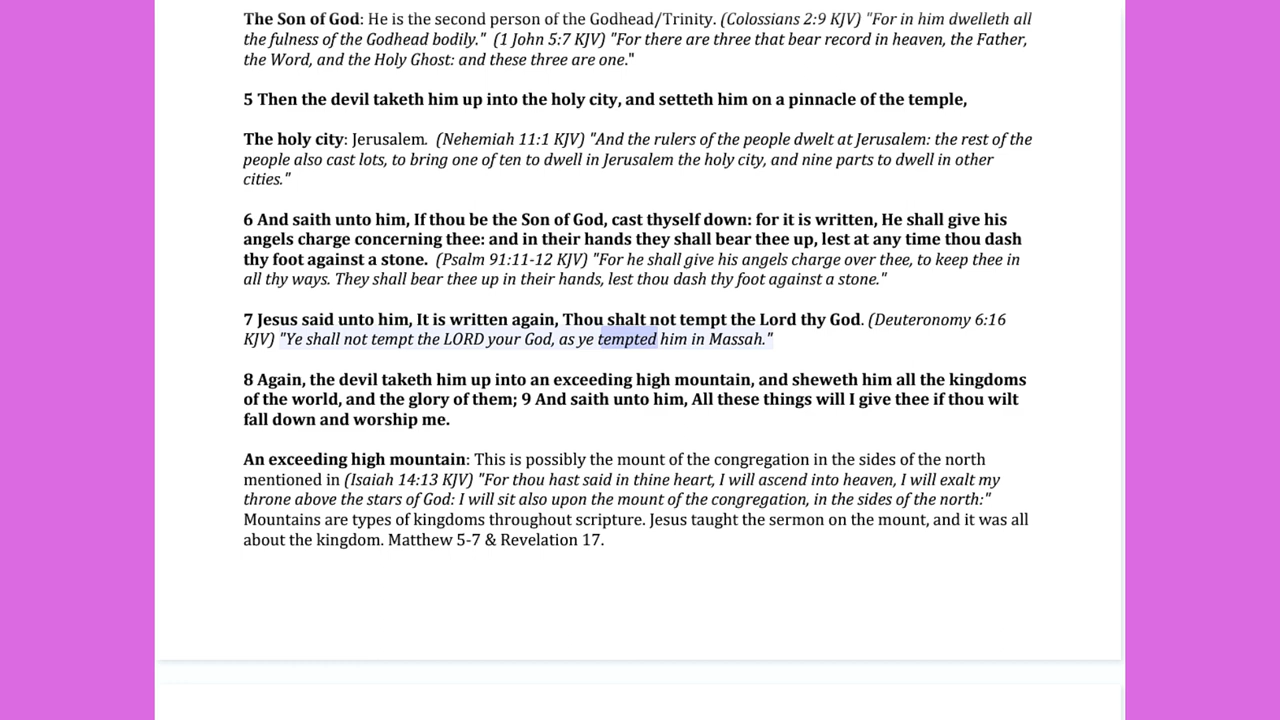 The Son of God: He is the second person of the Godhead/Trinity. (Colossians 2:9 KJV) "For in him dwelleth all
the fulness of the Godhead bodily."  (1 John 5:7 KJV) "For there are three that bear record in heaven, the Father,
the Word, and the Holy Ghost: and these three are one."
5 Then the devil taketh him up into the holy city, and setteth him on a pinnacle of the temple,
The holy city: Jerusalem.  (Nehemiah 11:1 KJV) "And the rulers of the people dwelt at Jerusalem: the rest of the
people also cast lots, to bring one of ten to dwell in Jerusalem the holy city, and nine parts to dwell in other
cities."
6 And saith unto him, If thou be the Son of God, cast thyself down: for it is written, He shall give his
angels charge concerning thee: and in their hands they shall bear thee up, lest at any time thou dash
thy foot against a stone.  (Psalm 91:11-12 KJV) "For he shall give his angels charge over thee, to keep thee in
all thy ways. They shall bear thee up in their hands, lest thou dash thy foot against a stone."
7 Jesus said unto him, It is written again, Thou shalt not tempt the Lord thy God. (Deuteronomy 6:16
KJV) "Ye shall not tempt the LORD your God, as ye tempted him in Massah."
8 Again, the devil taketh him up into an exceeding high mountain, and sheweth him all the kingdoms
of the world, and the glory of them; 9 And saith unto him, All these things will I give thee if thou wilt
fall down and worship me.
An exceeding high mountain: This is possibly the mount of the congregation in the sides of the north
mentioned in (Isaiah 14:13 KJV) "For thou hast said in thine heart, I will ascend into heaven, I will exalt my
throne above the stars of God: I will sit also upon the mount of the congregation, in the sides of the north:"
Mountains are types of kingdoms throughout scripture. Jesus taught the sermon on the mount, and it was all
about the kingdom. Matthew 5-7 & Revelation 17.